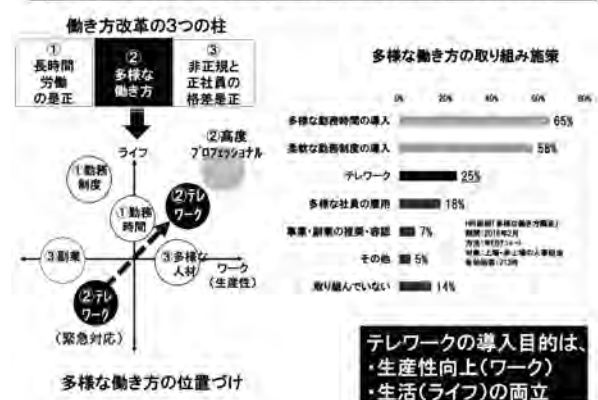 働き方改革の3つの柱
①
長時間
労働
の是正
②
多様な
働き方
③
非正規と
正社員の
格差是正
ライフ
②高度
プロフェッショナル
①勤務
制度
②テレ
ワーク
①勤務
時間
③副業
③多様な
人材
ワーク
(生産性)
②テレ
ワーク
(緊急対応)
多様な働き方の位置づけ
多様な働き方の取り組み施策
0% 20% 40% 60% 80%
多様な勤務時間の導入 65%
柔軟な勤務制度の導入 58%
テレワーク 25%
多様な社員の雇用 18%
専業・副業の推奨・容認 7%
その他 5%
取り組んでいない 14%
テレワークの導入目的は、
・生産性向上(ワーク)
・生活(ライフ)の両立